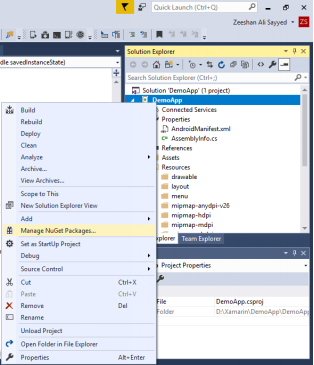 Quick Launch (Ctrl+Q)
Zeeshan Ali Sayyed
ZS
dle savedInstanceState)
Solution Explorer
Search Solution Explorer (Ctrl+;)
Solution 'DemoApp' (1 project)
DemoApp
Connected Services
Properties
AndroidManifest.xml
AssemblyInfo.cs
References
Assets
Resources
drawable
layout
menu
mipmap-anydpi-v26
mipmap-hdpi
mipmap-mdpi
xplorer
Team Explorer
Project Properties
File
DemoApp.csproj
Folder
D:\Xamarin\DemoApp\DemoApp
Build
Rebuild
Deploy
Clean
Analyze
Archive...
View Archives...
Scope to This
New Solution Explorer View
Add
Manage NuGet Packages...
Set as StartUp Project
Debug
Source Control
Cut Ctrl+X
Paste Ctrl+V
Remove Del
Rename
Unload Project
Open Folder in File Explorer
Properties Alt+Enter